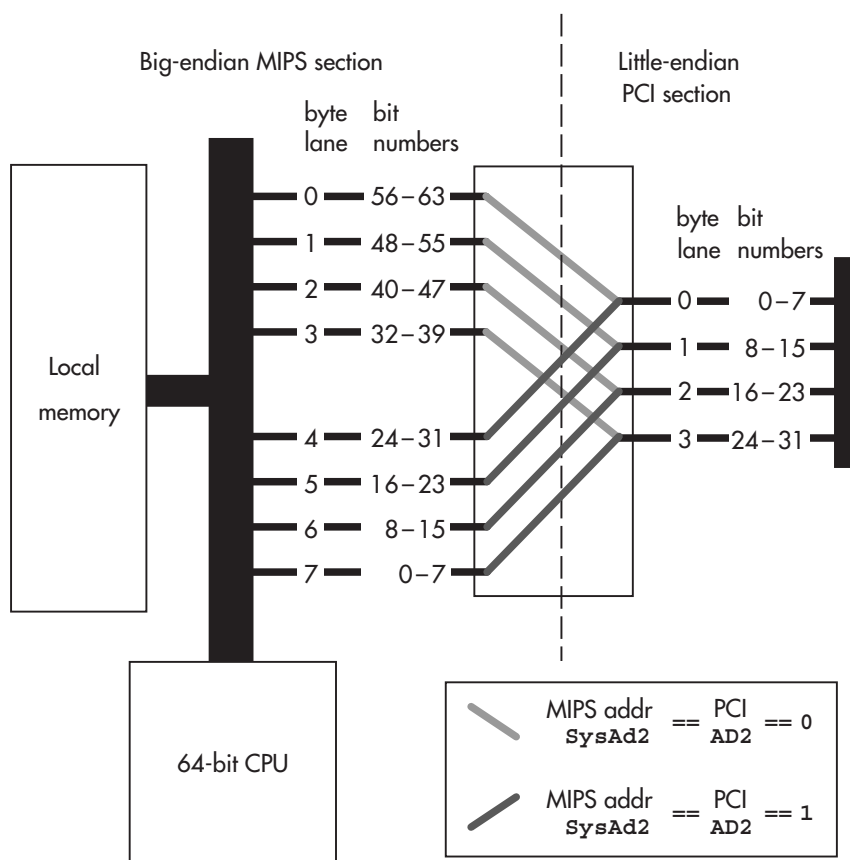 Big-endian MIPS section
Little-endian
PCI section
byte bit
lane numbers
0 56–63
1 48–55
2 40–47
3 32–39
4 24–31
5 16–23
6 8–15
7 0–7
byte bit
lane numbers
0 0–7
1 8–15
2 16–23
3 24–31
Local
memory
64-bit CPU
MIPS addr == PCI == 0
SysAd2 AD2
MIPS addr == PCI == 1
SysAd2 AD2